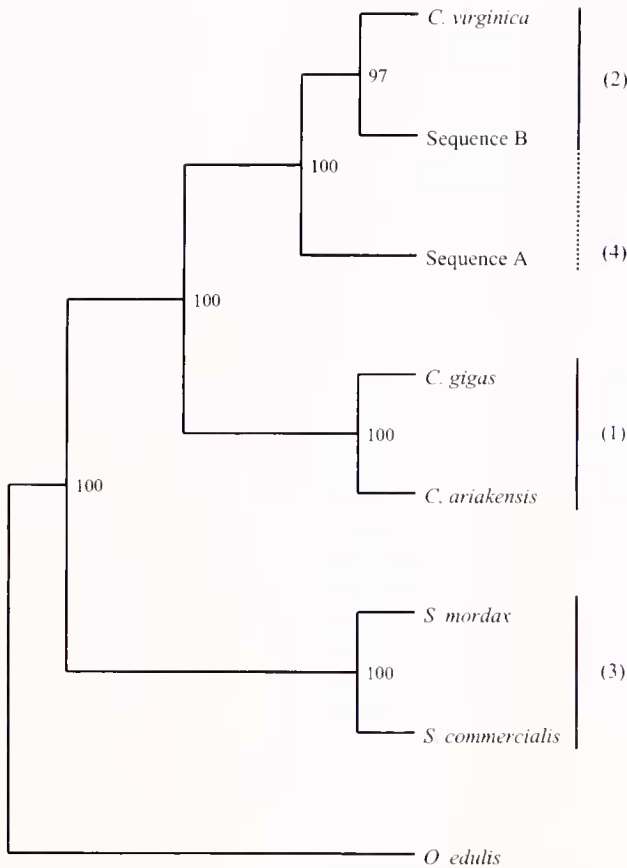 C. virginica
(2)
97
Sequence B
100
Sequence A
(4)
100
C. gigas
(1)
100
C. ariakensis
100
S mordax
(3)
100
S. commercialis
O edulis